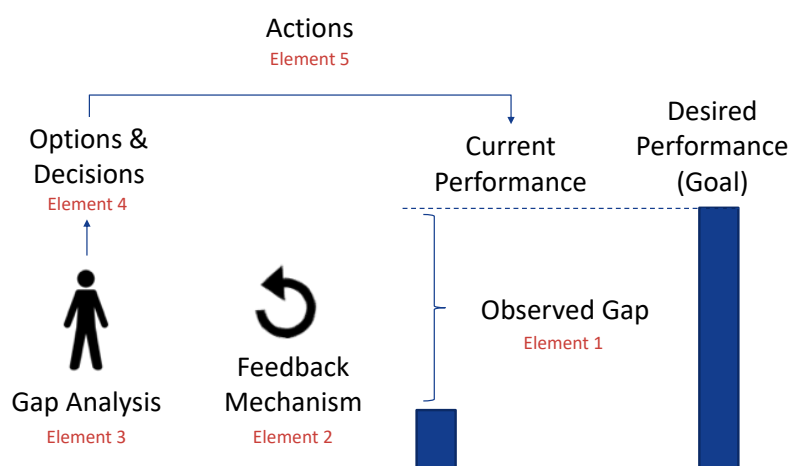 Actions
Element 5
Options &
Decisions
Element 4
Current
Performance
Desired
Performance
(Goal)
Observed Gap
Element 1
Feedback
Mechanism
Element 2
Gap Analysis
Element 3